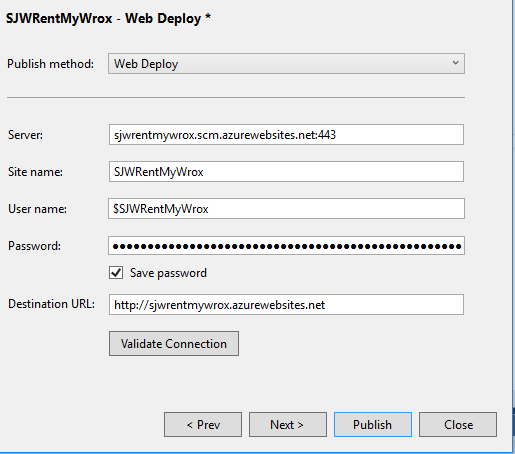 SJWRentMyWrox - Web Deploy *
Publish method: Web Deploy
Server: sjwrentmywrox.scm.azurewebsites.net:443
Site name: SJWRentMyWrox
User name: $SJWRentMyWrox
Password: ●●●●●●●●●●●●●●●●●●●●●●●●●●●●●●●●●●●●●●●●●●●●●●●●●●
Save password
Destination URL: http://sjwrentmywrox.azurewebsites.net
Validate Connection
< Prev Next > Publish Close